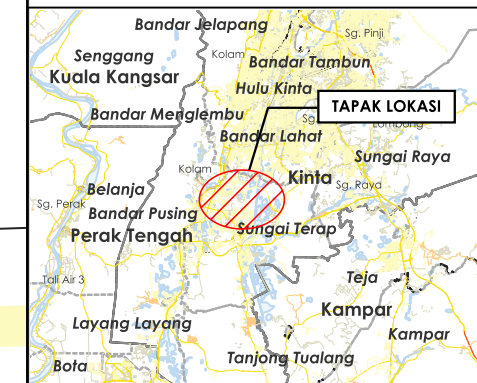 Bandar Jelapang
Sg. Pinji
Senggang
Kolam
Bandar Tambun
Kuala Kangsar
Hulu Kinta
TAPAK LOKASI
Bandar Menglembu
Sg.
Bandar Lahat
Sungai Raya
Kolam
Kinta
Sg. Raya
Belanja
Sg. Perak
Bandar Pusing
Sungai Terap
Perak Tengah
Tali Air 3
Teja
Kampar
Layang Layang
Kampar
Tanjong Tualang
Bota